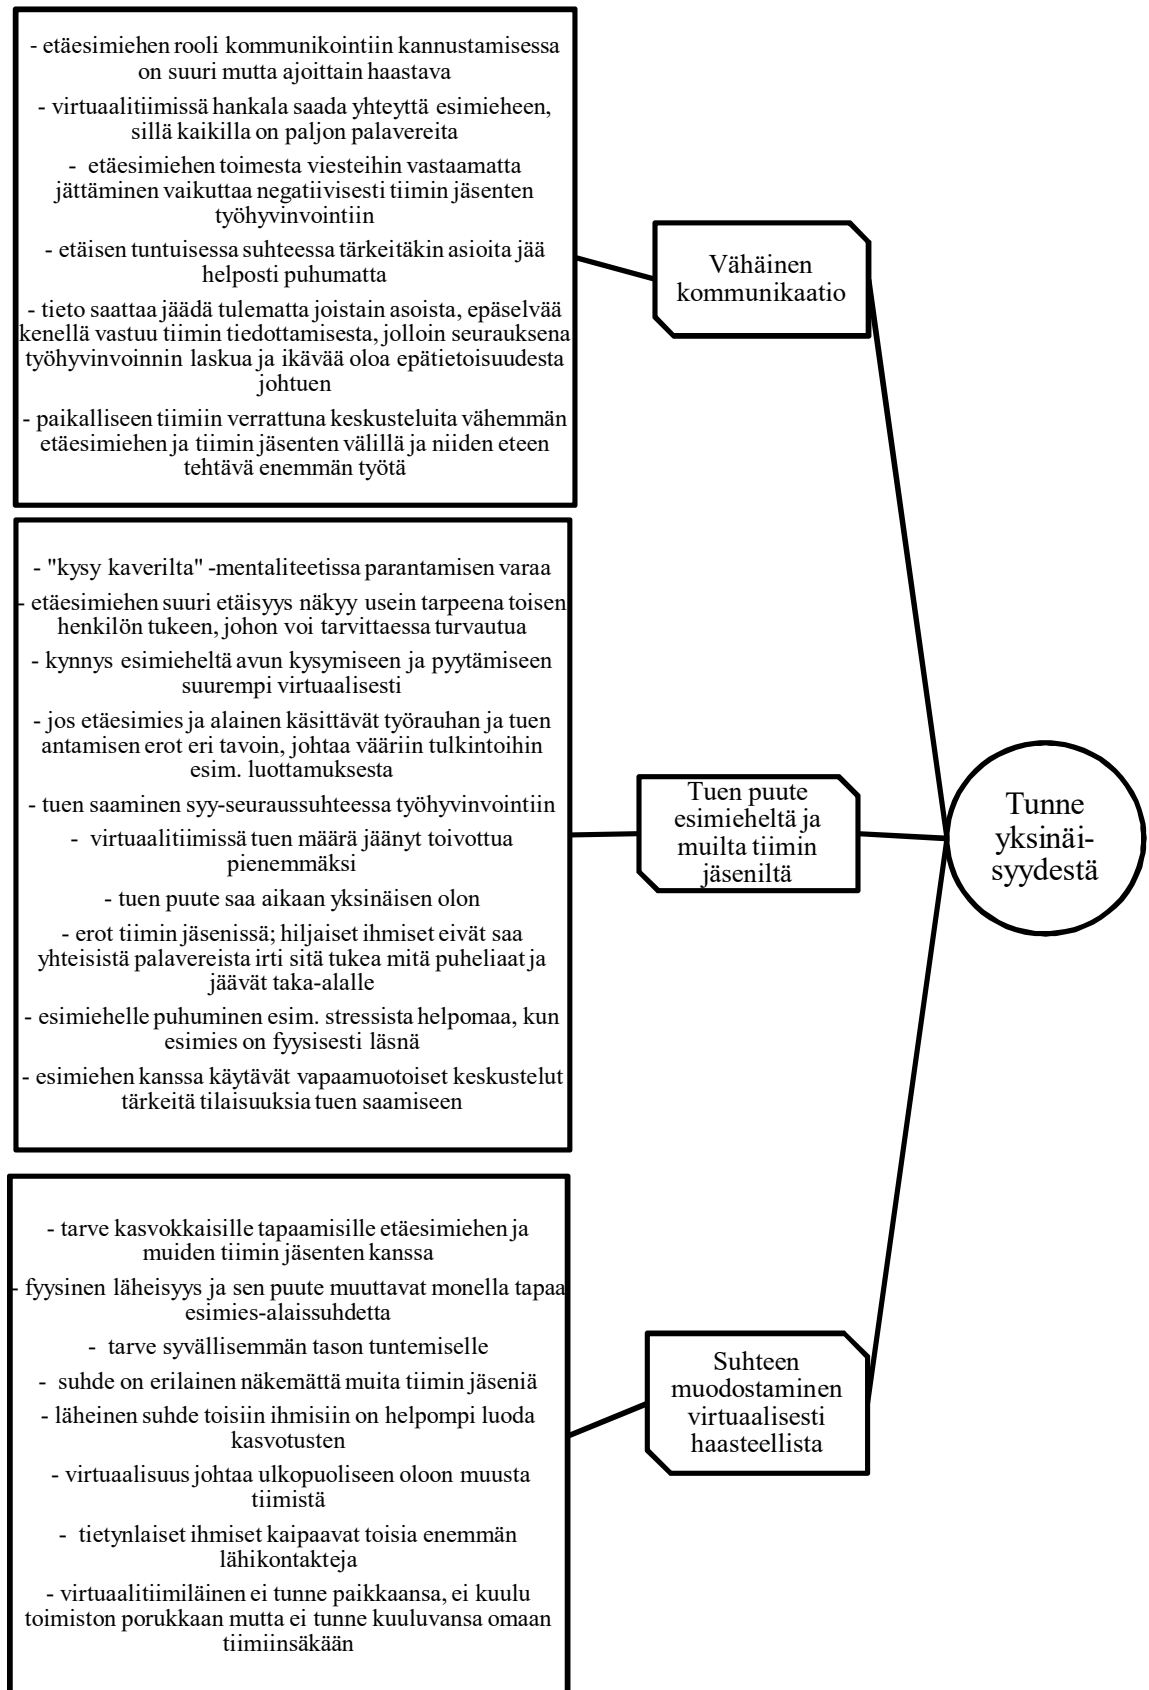 - etäesimiehen rooli kommunikointiin kannustamisessa
on suuri mutta ajoittain haastava
- virtuaalitiimissä hankala saada yhteyttä esimieheen,
sillä kaikilla on paljon palavereita
- etäesimiehen toimesta viesteihin vastaamatta
jättäminen vaikuttaa negatiivisesti tiimin jäsenten
työhyvinvointiin
- etäisen tuntuisessa suhteessa tärkeitäkin asioita jää
helposti puhumatta
- tieto saattaa jäädä tulematta joistain asoista, epäselvää
kenellä vastuu tiimin tiedottamisesta, jolloin seurauksena
työhyvinvoinnin laskua ja ikävää oloa epätietoisuudesta
johtuen
- paikalliseen tiimiin verrattuna keskusteluita vähemmän
etäesimiehen ja tiimin jäsenten välillä ja niiden eteen
tehtävä enemmän työtä
Vähäinen
kommunikaatio
- "kysy kaverilta" -mentaliteetissa parantamisen varaa
- etäesimiehen suuri etäisyys näkyy usein tarpeena toisen
henkilön tukeen, johon voi tarvittaessa turvautua
- kynnys esimieheltä avun kysymiseen ja pyytämiseen
suurempi virtuaalisesti
- jos etäesimies ja alainen käsittävät työrauhan ja tuen
antamisen erot eri tavoin, johtaa vääriin tulkintoihin
esim. luottamuksesta
- tuen saaminen syy-seuraussuhteessa työhyvinvointiin
- virtuaalitiimissä tuen määrä jäänyt toivottua
pienemmäksi
- tuen puute saa aikaan yksinäisen olon
- erot tiimin jäsenissä; hiljaiset ihmiset eivät saa
yhteisistä palavereista irti sitä tukea mitä puheliaat ja
jäävät taka-alalle
- esimiehelle puhuminen esim. stressista helpomaa, kun
esimies on fyysisesti läsnä
- esimiehen kanssa käytävät vapaamuotoiset keskustelut
tärkeitä tilaisuuksia tuen saamiseen
Tuen puute
esimieheltä ja
muilta tiimin
jäseniltä
Tunne
yksinäi-
syydestä
- tarve kasvokkaisille tapaamisille etäesimiehen ja
muiden tiimin jäsenten kanssa
- fyysinen läheisyys ja sen puute muuttavat monella tapaa
esimies-alaissuhdetta
- tarve syvällisemmän tason tuntemiselle
- suhde on erilainen näkemättä muita tiimin jäseniä
- läheinen suhde toisiin ihmisiin on helpompi luoda
kasvotusten
- virtuaalisuus johtaa ulkopuoliseen oloon muusta
tiimistä
- tietynlaiset ihmiset kaipaavat toisia enemmän
lähikontakteja
- virtuaalitiimiläinen ei tunne paikkaansa, ei kuulu
toimiston porukkaan mutta ei tunne kuuluvansa omaan
tiimiinsäkään
Suhteen
muodostaminen
virtuaalisesti
haasteellista